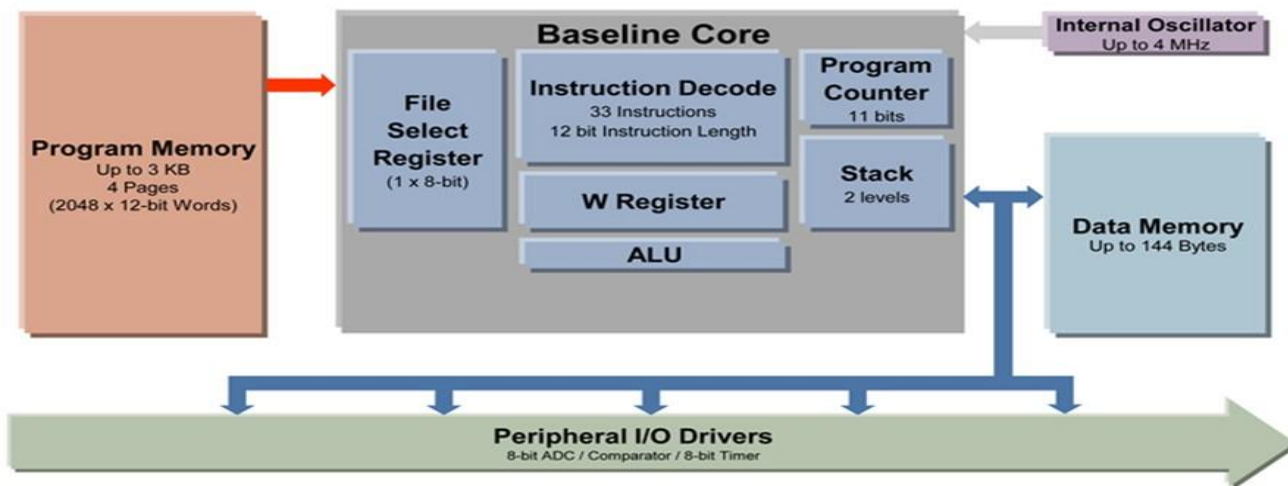 Baseline Core
Internal Oscillator
Up to 4 MHz
Program Memory
Up to 3 KB
4 Pages
(2048 x 12-bit Words)
File
Select
Register
(1 x 8-bit)
Instruction Decode
33 Instructions
12 bit Instruction Length
W Register
ALU
Program
Counter
11 bits
Stack
2 levels
Data Memory
Up to 144 Bytes
Peripheral I/O Drivers
8-bit ADC / Comparator / 8-bit Timer